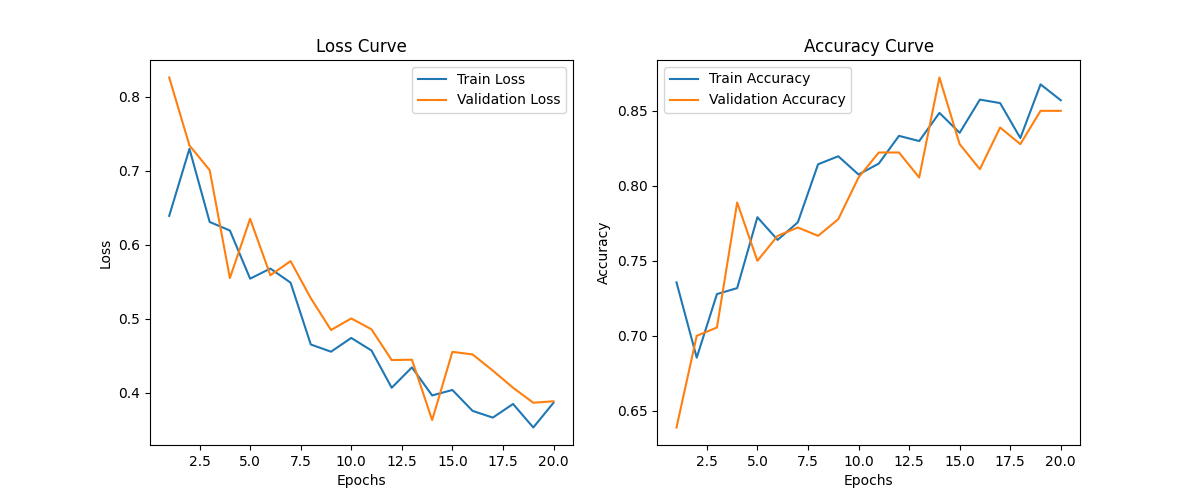 Loss Curve
Train Loss
Validation Loss
0.8
0.7
0.6
0.5
0.4
Loss
2.5 5.0 7.5 10.0 12.5 15.0 17.5 20.0
Epochs
Accuracy Curve
Train Accuracy
Validation Accuracy
0.85
0.80
0.75
0.70
0.65
Accuracy
2.5 5.0 7.5 10.0 12.5 15.0 17.5 20.0
Epochs